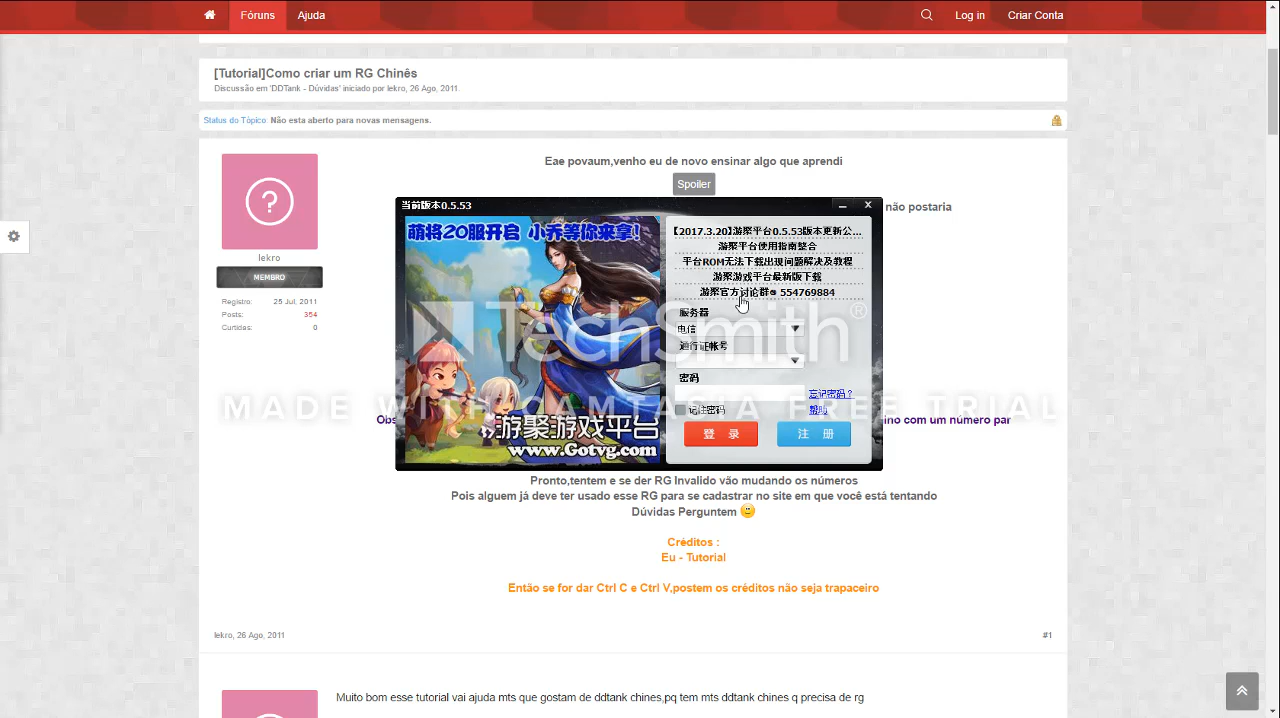 Fóruns
Ajuda
Log in
Criar Conta
[Tutorial]Como criar um RG Chinês
Discussão em 'DDTank - Dúvidas' iniciado por lekro, 26 Ago, 2011.
Status do Tópico: Não esta aberto para novas mensagens.
lekro
MEMBRO
Registro: 25 Jul, 2011
Posts: 354
Curtidas: 0
Eae povaum,venho eu de novo ensinar algo que aprendi
Spoiler
não postaria
当前版本0.5.53
萌将20服开启 小乔等你来拿!
游聚游戏平台
www.Gotvg.com
【2017.3.20】游聚平台0.5.53版本更新公...
游聚平台使用指南整合
平台ROM无法下载出现问题解决及教程
游聚游戏平台最新版下载
游聚官方讨论群@ 554769884
服务器
电信
通行证帐号
密码
忘记密码?
记住密码
帮助
登 录
注 册
TechSmith®
MADE WITH CAMTASIA FREE TRIAL
Obs
ino com um número par
Pronto,tentem e se der RG Invalido vão mudando os números
Pois alguem já deve ter usado esse RG para se cadastrar no site em que você está tentando
Dúvidas Perguntem
Créditos :
Eu - Tutorial
Então se for dar Ctrl C e Ctrl V,postem os créditos não seja trapaceiro
lekro, 26 Ago, 2011
#1
Muito bom esse tutorial vai ajuda mts que gostam de ddtank chines,pq tem mts ddtank chines q precisa de rg